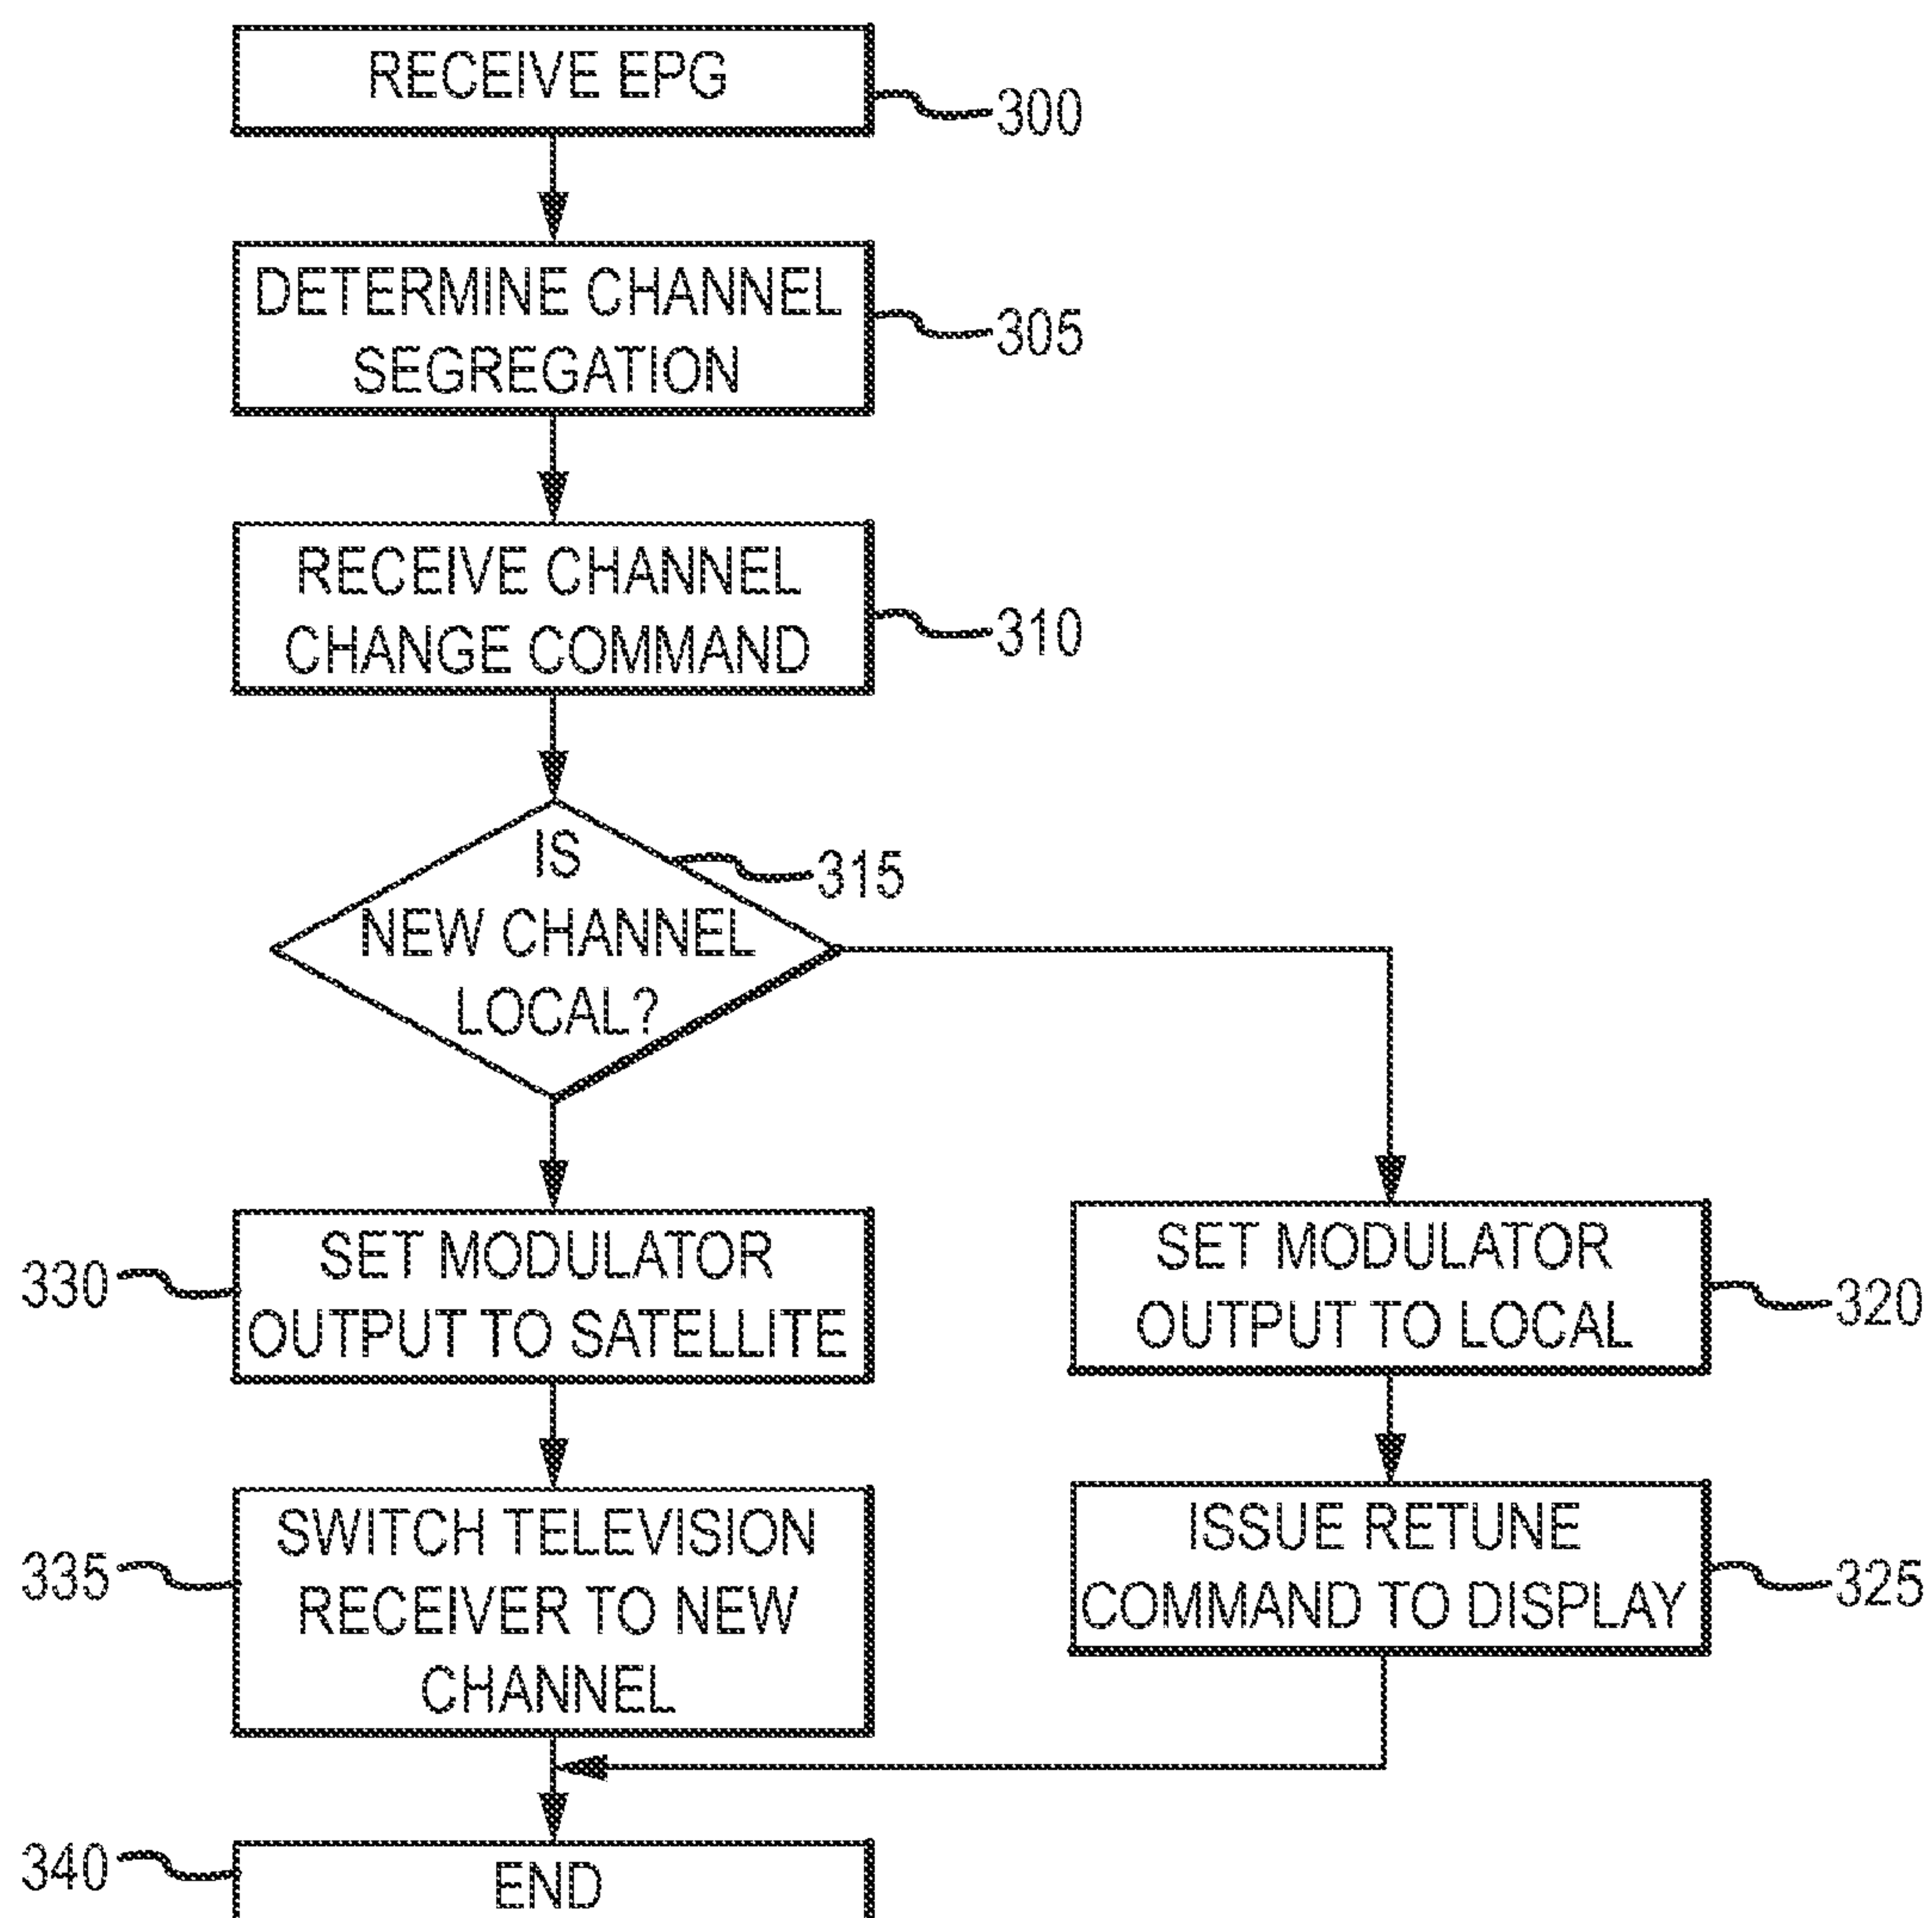 RECEIVE EPG
300
DETERMINE CHANNEL
SEGREGATION
305
RECEIVE CHANNEL
CHANGE COMMAND
310
IS
NEW CHANNEL
LOCAL?
315
330
SET MODULATOR
OUTPUT TO SATELLITE
SET MODULATOR
OUTPUT TO LOCAL
320
335
SWITCH TELEVISION
RECEIVER TO NEW
CHANNEL
ISSUE RETUNE
COMMAND TO DISPLAY
325
340
END